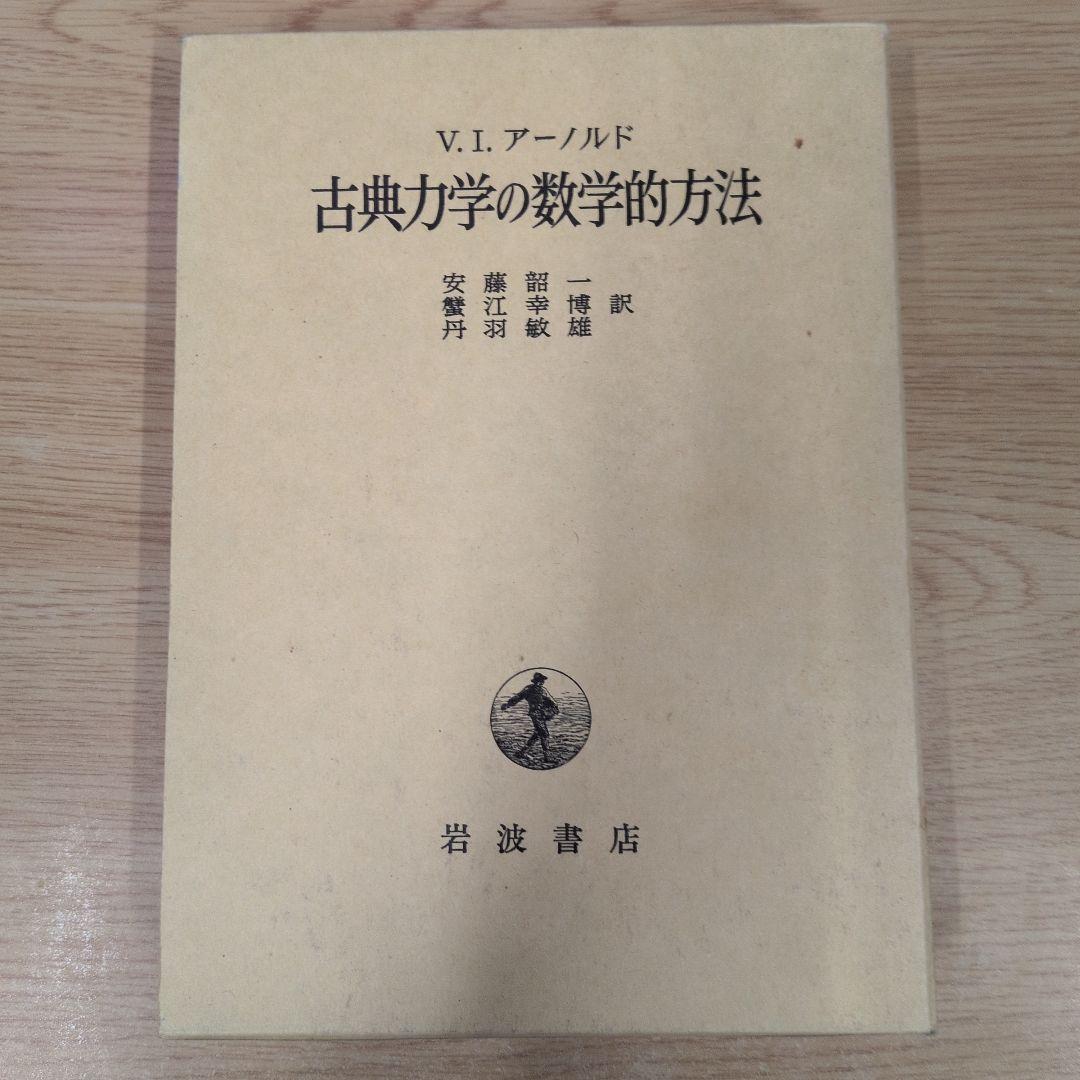 V. I. アーノルド
古典力学の数学的方法
安藤韶一
蟹江幸博 訳
丹羽敏雄
岩波書店